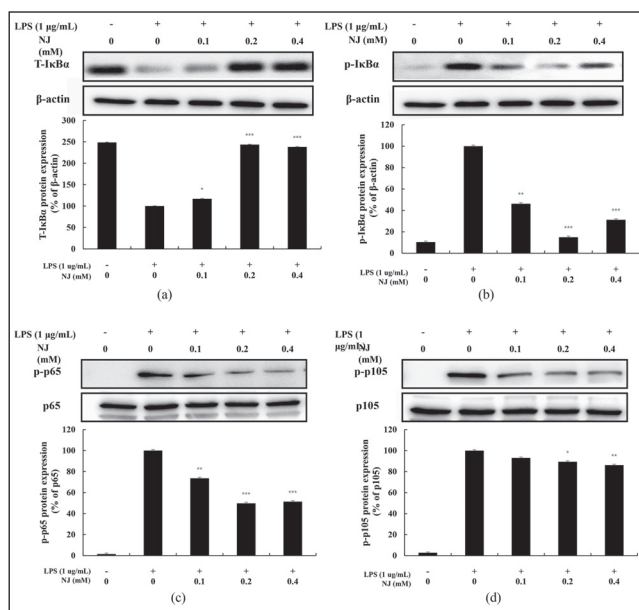 LPS (1 μg/mL) - + + + +
NJ (mM) 0 0 0.1 0.2 0.4
T-IκBα
β-actin
T-IκBα protein expression
(% of β-actin)
300
250
200
150
100
50
0
* *** ***
LPS (1 ug/mL) - + + + +
NJ (mM) 0 0 0.1 0.2 0.4
(a)
LPS (1 μg/mL) - + + + +
NJ (mM) 0 0 0.1 0.2 0.4
p-IκBα
β-actin
p-IκBα protein expression
(% of β-actin)
120
100
80
60
40
20
0
** *** ***
LPS (1 ug/mL) - + + + +
NJ (mM) 0 0 0.1 0.2 0.4
(b)
LPS (1 μg/mL) - + + + +
NJ (mM) 0 0 0.1 0.2 0.4
p-p65
p65
p-p65 protein expression
(% of p65)
120
100
80
60
40
20
0
** *** ***
LPS (1 ug/mL) - + + + +
NJ (mM) 0 0 0.1 0.2 0.4
(c)
LPS (1 μg/mL) - + + + +
NJ (mM) 0 0 0.1 0.2 0.4
p-p105
p105
p-p105 protein expression
(% of p105)
120
100
80
60
40
20
0
* **
LPS (1 ug/mL) - + + + +
NJ (mM) 0 0 0.1 0.2 0.4
(d)